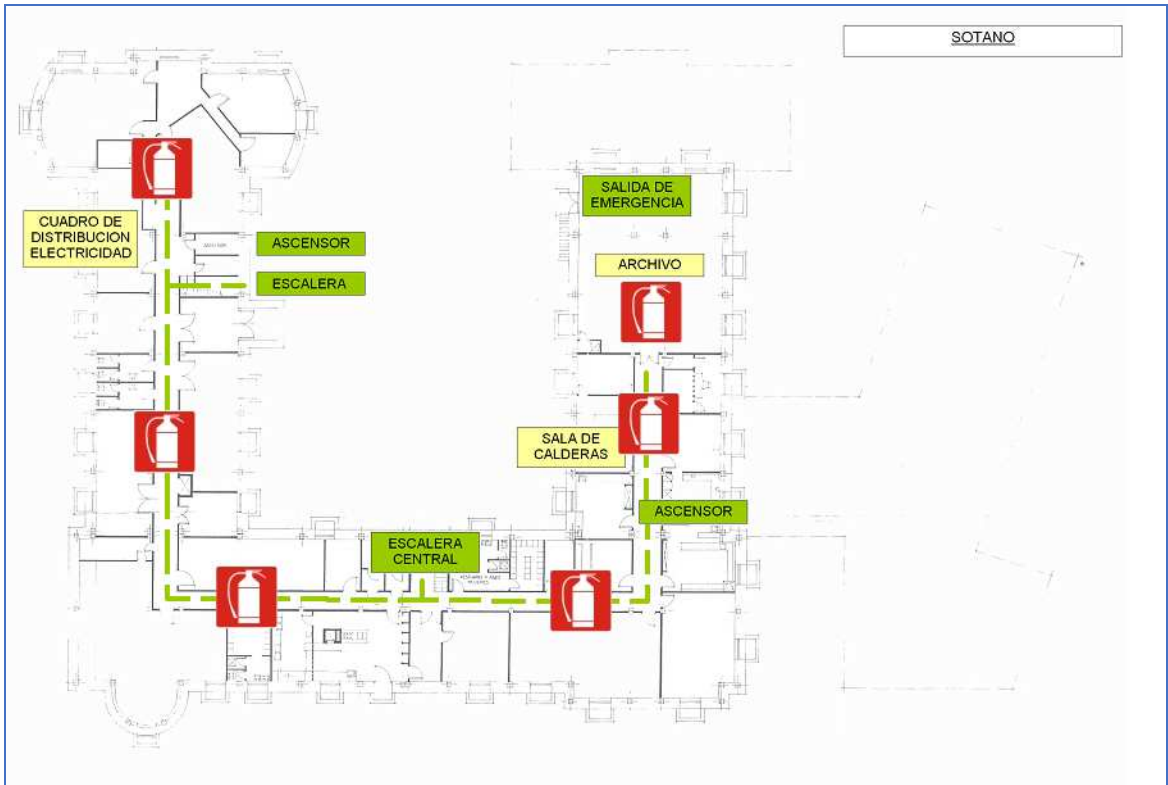 SOTANO
SALIDA DE
EMERGENCIA
CUADRO DE
DISTRIBUCION
ELECTRICIDAD
ASCENSOR
ARCHIVO
ESCALERA
SALA DE
CALDERAS
ASCENSOR
ESCALERA
CENTRAL